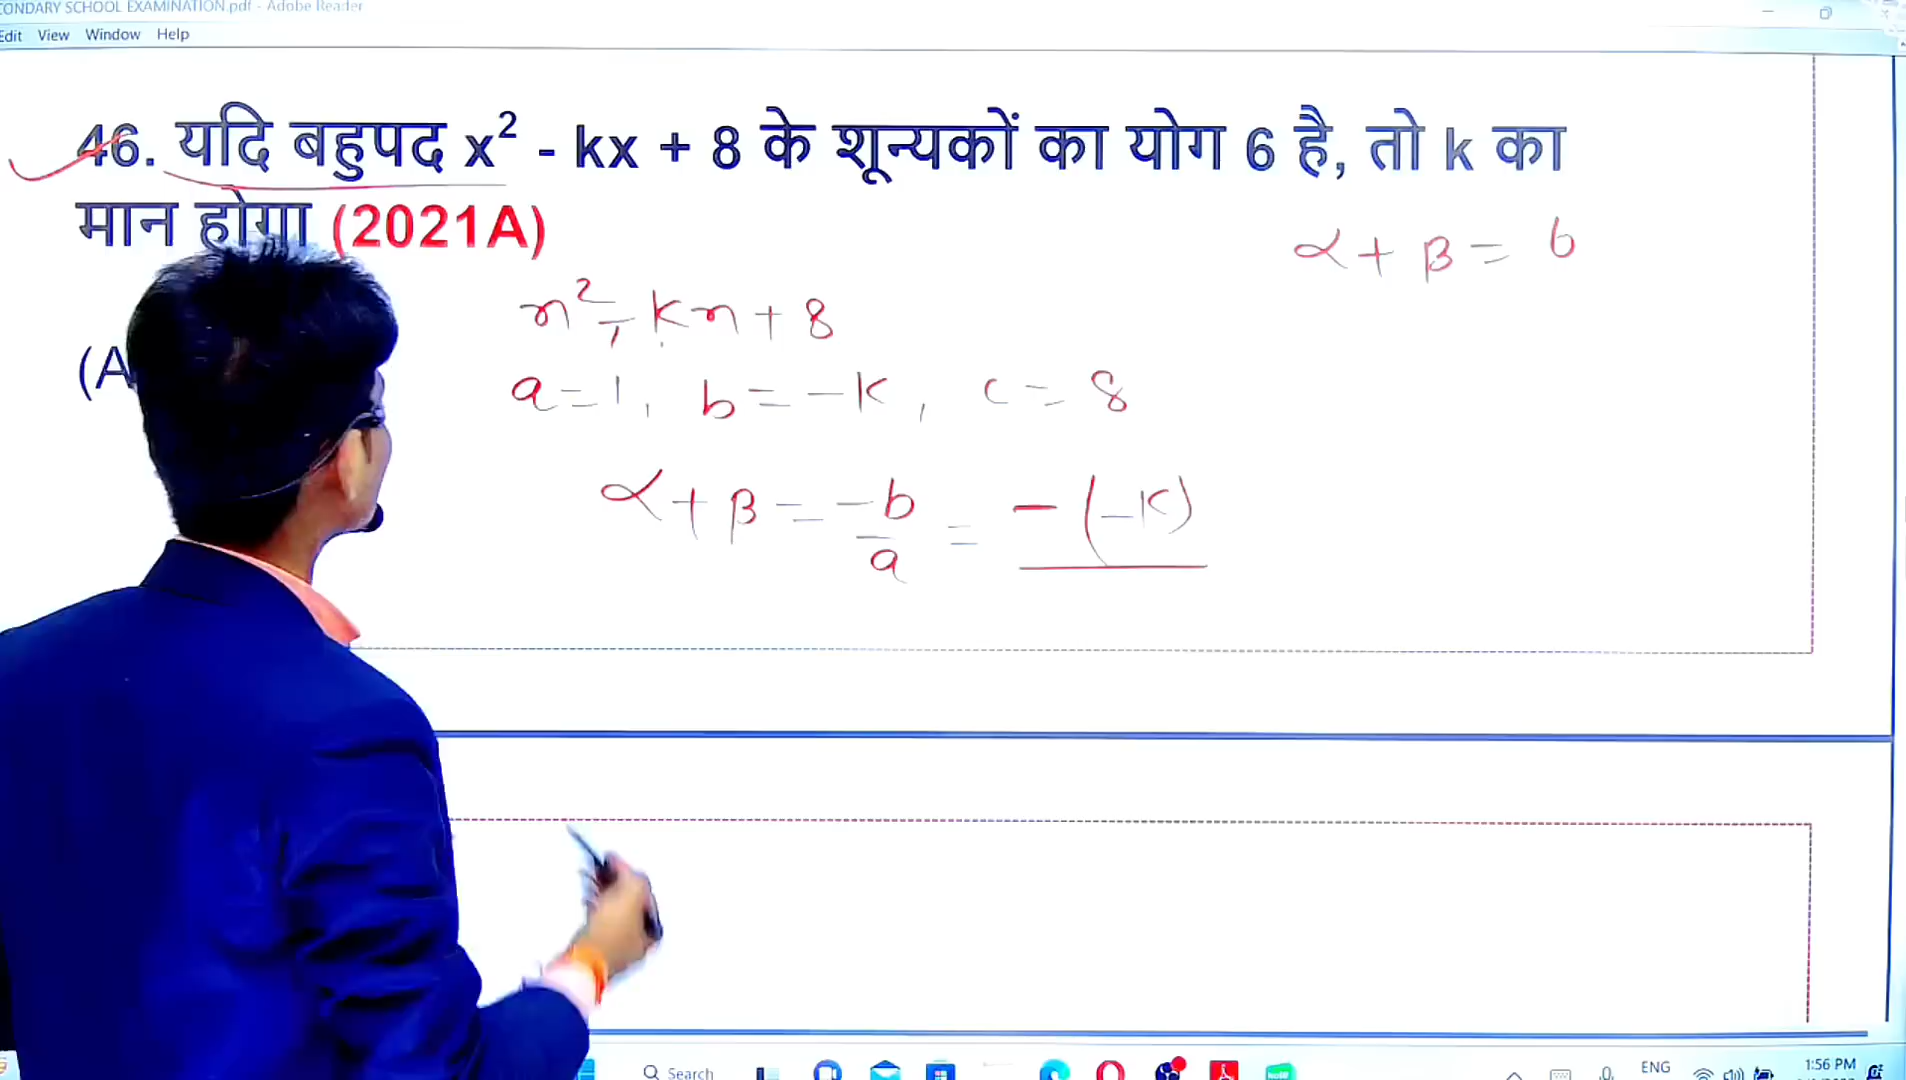 CONDARY SCHOOL EXAMINATION.pdf - Adobe Reader
Edit View Window Help
46. यदि बहुपद x² - kx + 8 के शून्यकों का योग 6 है, तो k का
मान होगा (2021A)
α + β = 6
x² - kx + 8
(A
a = 1, b = -k, c = 8
α + β = -b/a = -(-k)
Search
ENG
1:56 PM